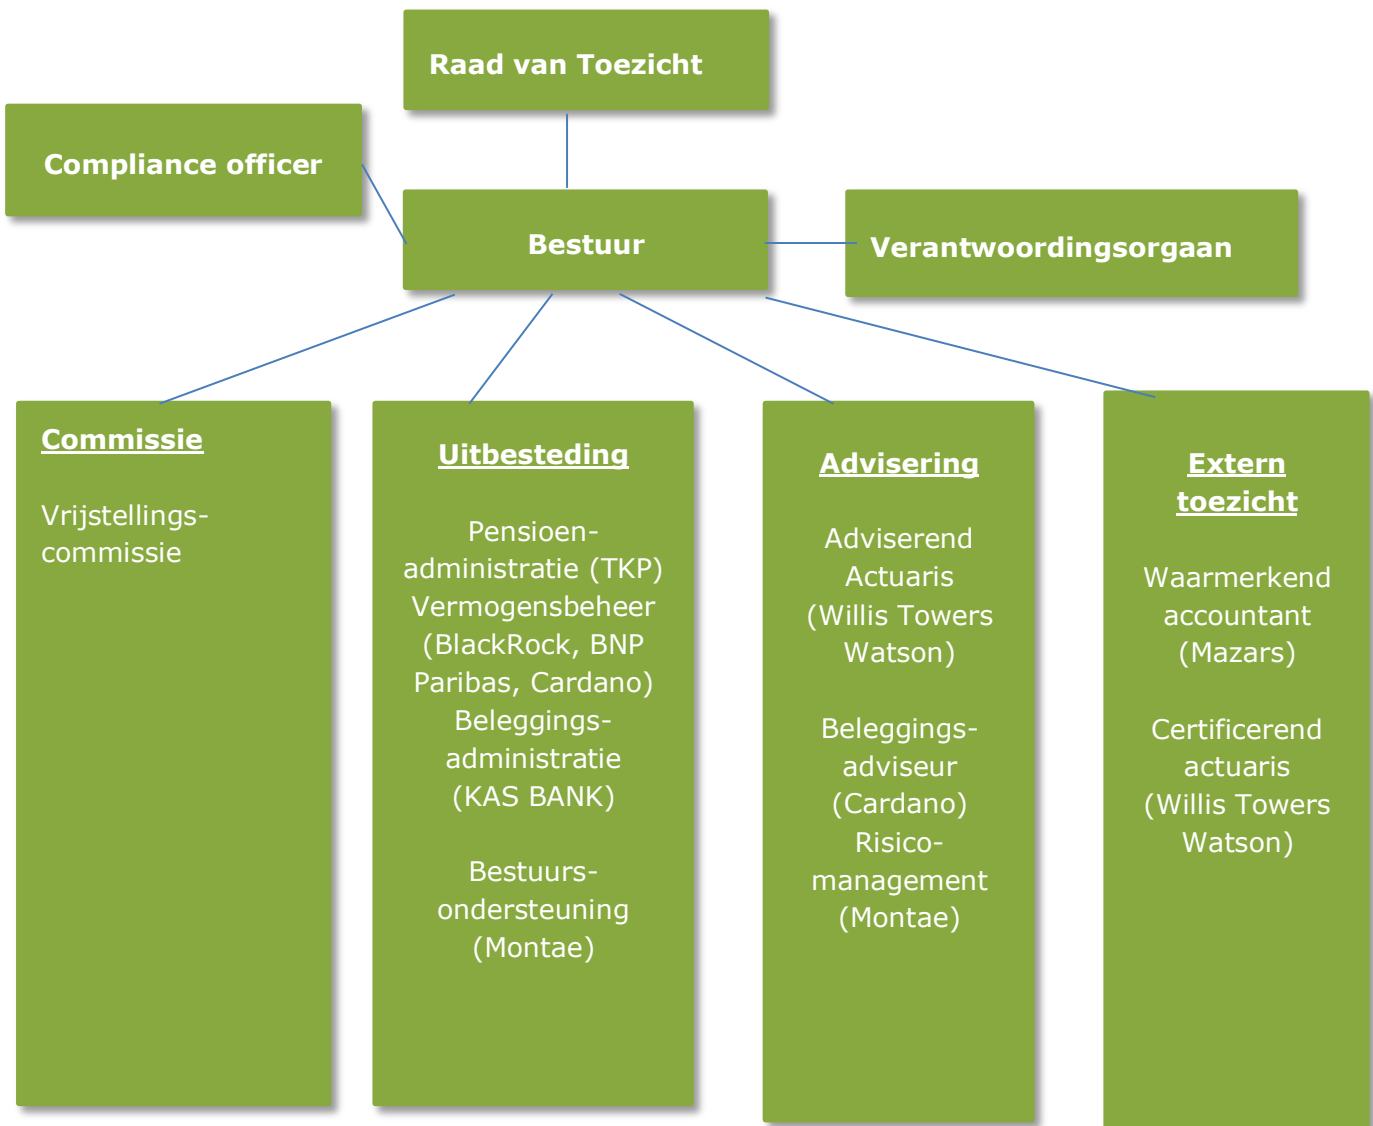 Raad van Toezicht
Compliance officer
Bestuur
Verantwoordingsorgaan
Commissie
Vrijstellings-
commissie
Uitbesteding
Pensioen-
administratie (TKP)
Vermogensbeheer
(BlackRock, BNP
Paribas, Cardano)
Beleggings-
administratie
(KAS BANK)
Bestuurs-
ondersteuning
(Montae)
Advisering
Adviserend
Actuaris
(Willis Towers
Watson)
Beleggings-
adviseur
(Cardano)
Risico-
management
(Montae)
Extern
toezicht
Waarmerkend
accountant
(Mazars)
Certificerend
actuaris
(Willis Towers
Watson)